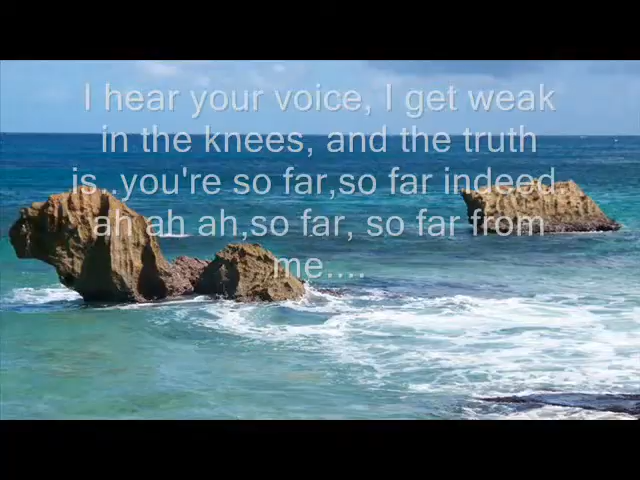 I hear your voice, I get weak
in the knees, and the truth
is..you're so far,so far indeed
ah ah ah,so far, so far from
me....